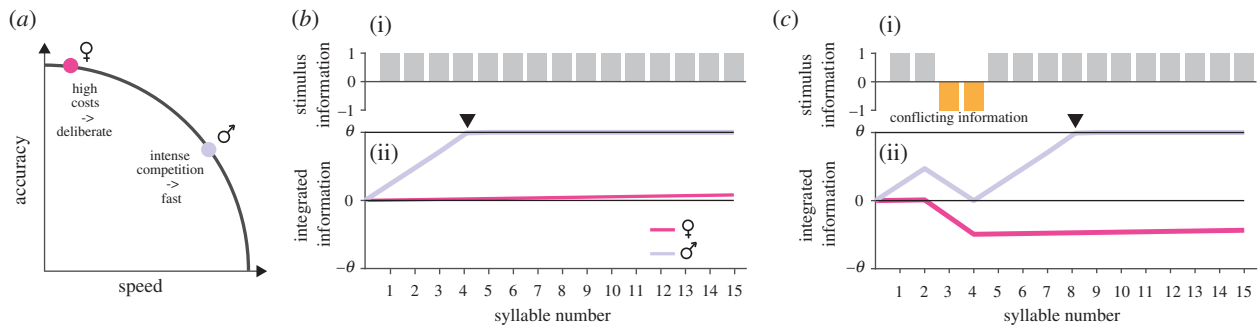 (a)
♀
high
costs
->
deliberate
♂
intense
competition
->
fast
accuracy
speed
(b)
(i)
stimulus
information
1
0
−1
(ii)
integrated
information
θ
0
−θ
♀
♂
1 2 3 4 5 6 7 8 9 10 11 12 13 14 15
syllable number
(c)
(i)
stimulus
information
1
0
−1
conflicting information
(ii)
integrated
information
θ
0
−θ
1 2 3 4 5 6 7 8 9 10 11 12 13 14 15
syllable number